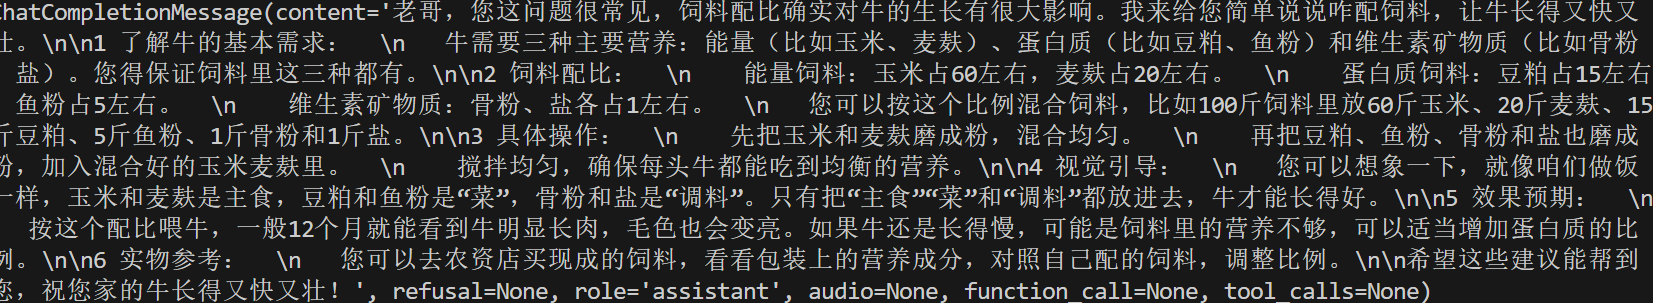 ChatCompletionMessage(content='老哥，您这问题很常见，饲料配比确实对牛的生长有很大影响。我来给您简单说说咋配饲料，让牛长得又快又
壮。\n\n1 了解牛的基本需求：  \n   牛需要三种主要营养：能量（比如玉米、麦麸）、蛋白质（比如豆粕、鱼粉）和维生素矿物质（比如骨粉
、盐）。您得保证饲料里这三种都有。\n\n2 饲料配比：  \n   能量饲料：玉米占60左右，麦麸占20左右。  \n   蛋白质饲料：豆粕占15左右
，鱼粉占5左右。  \n   维生素矿物质：骨粉、盐各占1左右。  \n   您可以按这个比例混合饲料，比如100斤饲料里放60斤玉米、20斤麦麸、15
斤豆粕、5斤鱼粉、1斤骨粉和1斤盐。\n\n3 具体操作：  \n   先把玉米和麦麸磨成粉，混合均匀。  \n   再把豆粕、鱼粉、骨粉和盐也磨成
粉，加入混合好的玉米麦麸里。  \n   搅拌均匀，确保每头牛都能吃到均衡的营养。\n\n4 视觉引导：  \n   您可以想象一下，就像咱们做饭
一样，玉米和麦麸是主食，豆粕和鱼粉是“菜”，骨粉和盐是“调料”。只有把“主食”“菜”和“调料”都放进去，牛才能长得好。\n\n5 效果预期：  \n
   按这个配比喂牛，一般12个月就能看到牛明显长肉，毛色也会变亮。如果牛还是长得慢，可能是饲料里的营养不够，可以适当增加蛋白质的比
例。\n\n6 实物参考：  \n   您可以去农资店买现成的饲料，看看包装上的营养成分，对照自己配的饲料，调整比例。\n\n希望这些建议能帮到
您，祝您家的牛长得又快又壮！', refusal=None, role='assistant', audio=None, function_call=None, tool_calls=None)